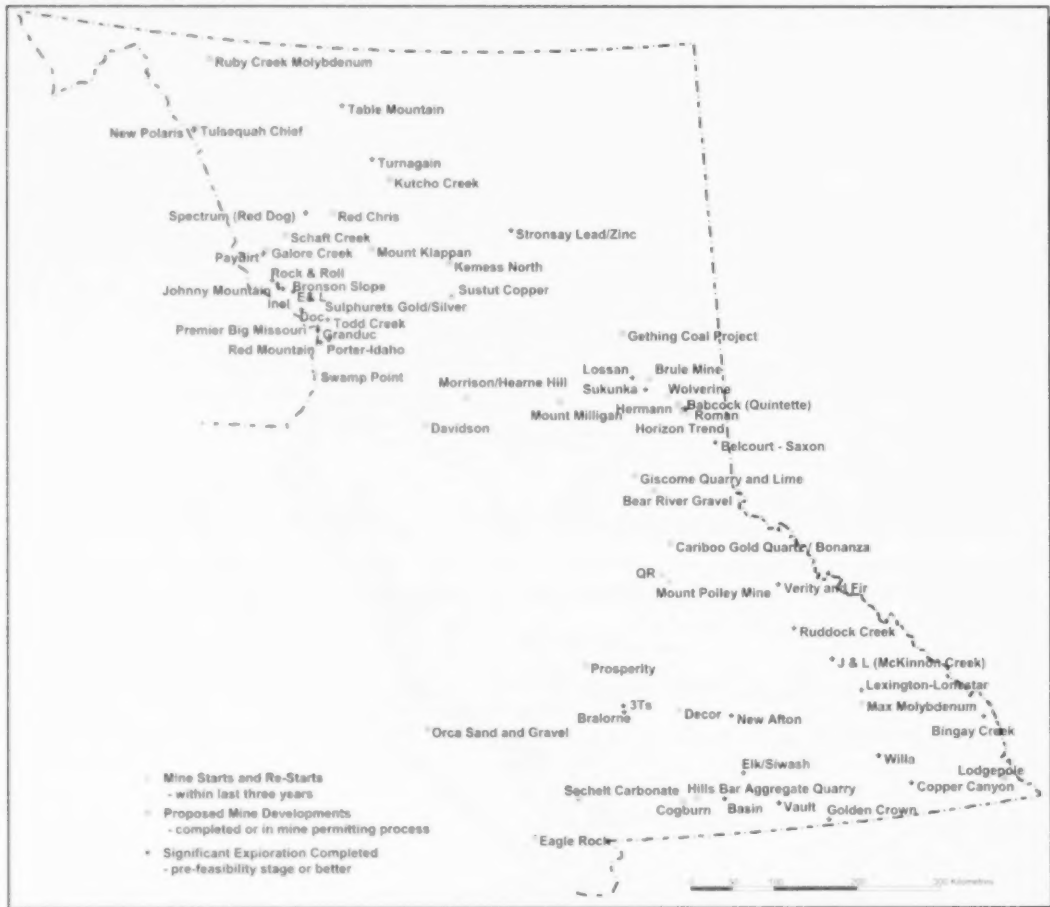 Ruby Creek Molybdenum
Table Mountain
New Polaris
Tulsequah Chief
Turnagain
Kutcho Creek
Spectrum (Red Dog)
Red Chris
Stronsay Lead/Zinc
Schaft Creek
Paydirt
Galore Creek
Mount Klappan
Kemess North
Rock & Roll
Johnny Mountain
Bronson Slope
Inel
E& L
Sulphurets Gold/Silver
Sustut Copper
Doc
Todd Creek
Premier Big Missouri
Granduc
Red Mountain
Porter-Idaho
Gething Coal Project
Swamp Point
Lossan
Brule Mine
Morrison/Hearne Hill
Sukunka
Wolverine
Hermann
Babcock (Quintette)
Mount Milligan
Roman
Davidson
Horizon Trend
Belcourt - Saxon
Giscome Quarry and Lime
Bear River Gravel
Cariboo Gold Quartz / Bonanza
QR
Mount Polley Mine
Verity and Fir
Ruddock Creek
Prosperity
J & L (McKinnon Creek)
Lexington-Lonestar
3Ts
Bralorne
Decor
New Afton
Max Molybdenum
Orca Sand and Gravel
Bingay Creek
Elk/Siwash
Willa
Lodgepole
Mine Starts and Re-Starts
- within last three years
Sechelt Carbonate
Hills Bar Aggregate Quarry
Copper Canyon
Cogburn
Basin
Vault
Golden Crown
Proposed Mine Developments
- completed or in mine permitting process
Eagle Rock
Significant Exploration Completed
- pre-feasibility stage or better
0 50 100 200 300 Kilometres